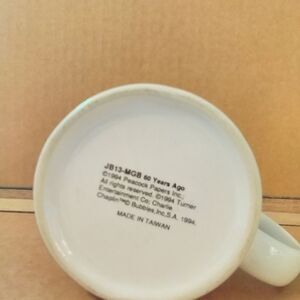 JB13-MGB 60 Years Ago
©1994 Peacock Papers Inc.
All rights reserved. ©1994 Turner
Entertainment Co; Charlie
Chaplin™© Bubbles,Inc,S.A. 1994.
MADE IN TAIWAN